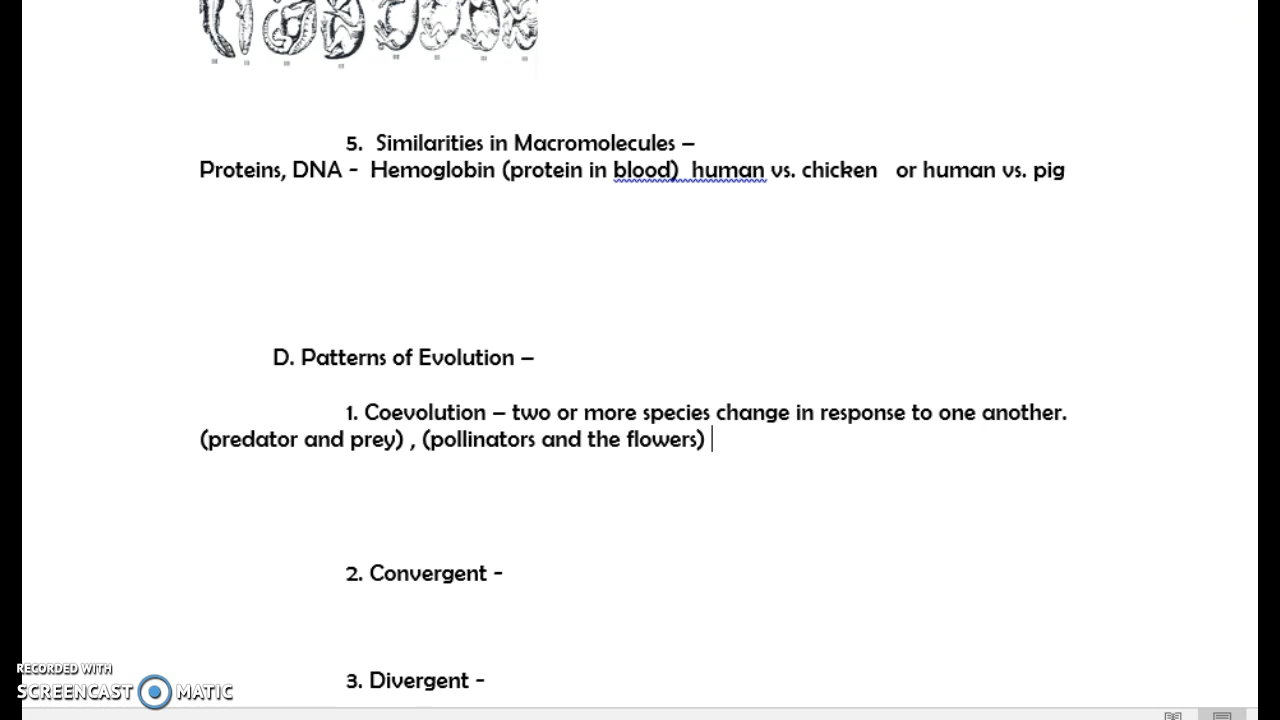 5. Similarities in Macromolecules –
Proteins, DNA - Hemoglobin (protein in blood) human vs. chicken or human vs. pig
D. Patterns of Evolution –
1. Coevolution – two or more species change in response to one another.
(predator and prey) , (pollinators and the flowers)
2. Convergent -
3. Divergent -
RECORDED WITH
SCREENCAST MATIC